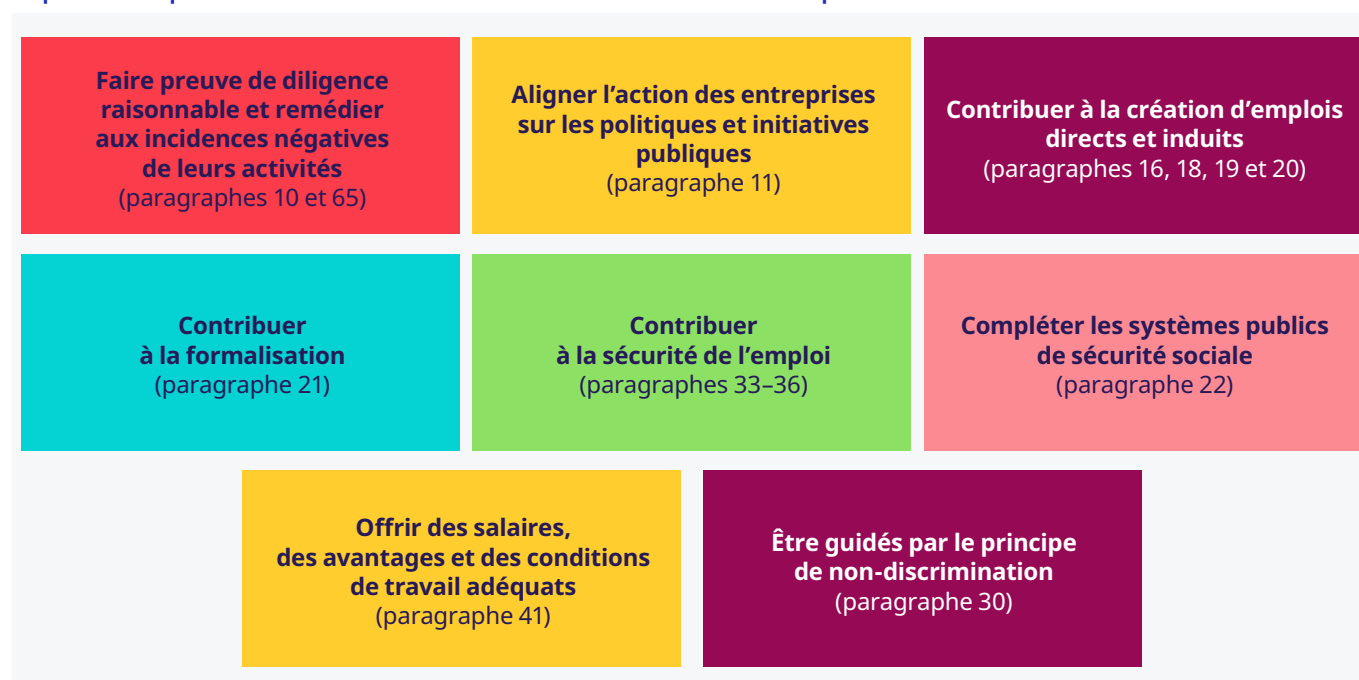 Faire preuve de diligence
raisonnable et remédier
aux incidences négatives
de leurs activités
(paragraphes 10 et 65)
Aligner l’action des entreprises
sur les politiques et initiatives
publiques
(paragraphe 11)
Contribuer à la création d’emplois
directs et induits
(paragraphes 16, 18, 19 et 20)
Contribuer
à la formalisation
(paragraphe 21)
Contribuer
à la sécurité de l’emploi
(paragraphes 33–36)
Compléter les systèmes publics
de sécurité sociale
(paragraphe 22)
Offrir des salaires,
des avantages et des conditions
de travail adéquats
(paragraphe 41)
Être guidés par le principe
de non-discrimination
(paragraphe 30)